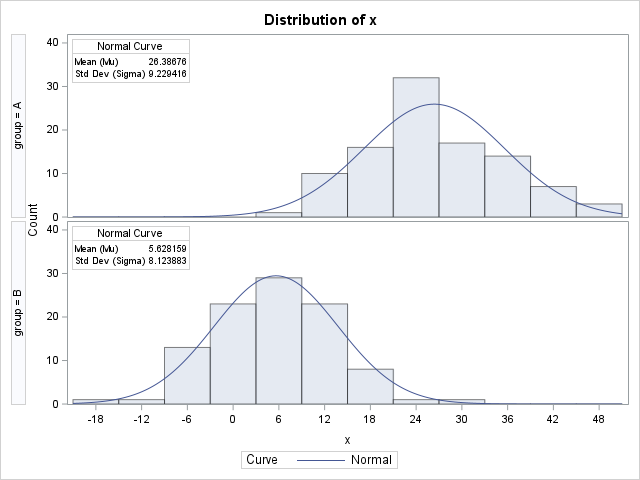 Distribution of x
group = A
Count
40
30
20
10
0
Normal Curve
Mean (Mu) 26.38676
Std Dev (Sigma) 9.229416
group = B
40
30
20
10
0
Normal Curve
Mean (Mu) 5.628159
Std Dev (Sigma) 8.123883
-18 -12 -6 0 6 12 18 24 30 36 42 48
x
Curve Normal